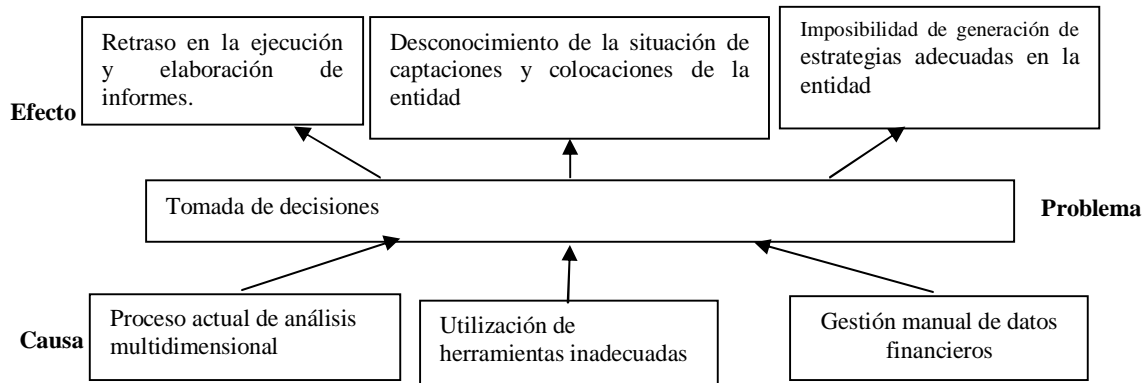 Retraso en la ejecución
y elaboración de
informes.
Desconocimiento de la situación de
captaciones y colocaciones de la
entidad
Imposibilidad de generación de
estrategias adecuadas en la
entidad
Efecto
Tomada de decisiones
Problema
Causa
Proceso actual de análisis
multidimensional
Utilización de
herramientas inadecuadas
Gestión manual de datos
financieros